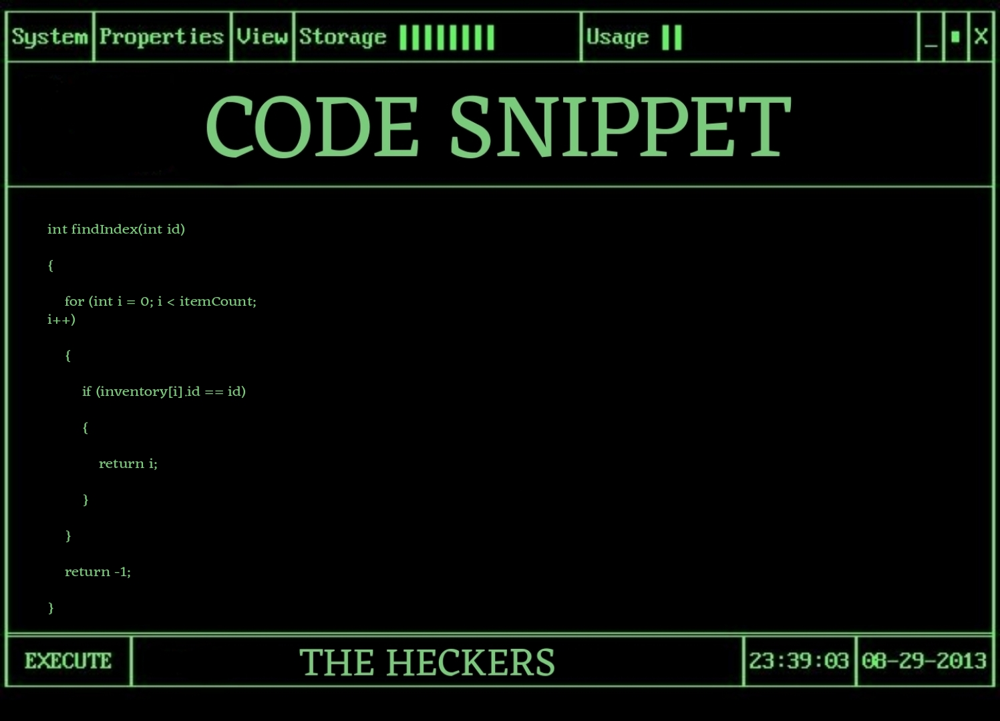 System Properties View Storage Usage _ X
CODE SNIPPET
int findIndex(int id)
{
for (int i = 0; i < itemCount;
i++)
{
if (inventory[i].id == id)
{
return i;
}
}
return -1;
}
EXECUTE THE HECKERS 23:39:03 08-29-2013